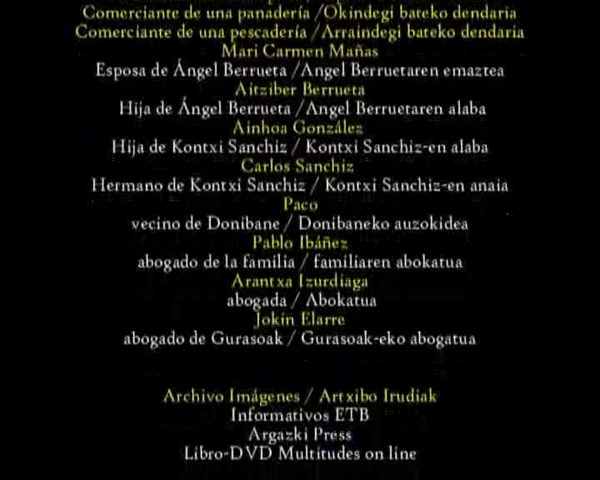 Comerciante de una panadería /Okindegi bateko dendaria
Comerciante de una pescadería /Arraindegi bateko dendaria
Mari Carmen Mañas
Esposa de Ángel Berrueta /Angel Berruetaren emaztea
Aitziber Berrueta
Hija de Ángel Berrueta /Angel Berruetaren alaba
Ainhoa González
Hija de Kontxi Sanchiz / Kontxi Sanchiz-en alaba
Carlos Sanchiz
Hermano de Kontxi Sanchiz / Kontxi Sanchiz-en anaia
Paco
vecino de Donibane / Donibaneko auzokidea
Pablo Ibáñez
abogado de la familia / familiaren abokatua
Arantxa Izurdiaga
abogada / Abokatua
Jokin Elarre
abogado de Gurasoak / Gurasoak-eko abogatua
Archivo Imágenes / Artxibo Irudiak
Informativos ETB
Argazki Press
Libro-DVD Multitudes on line